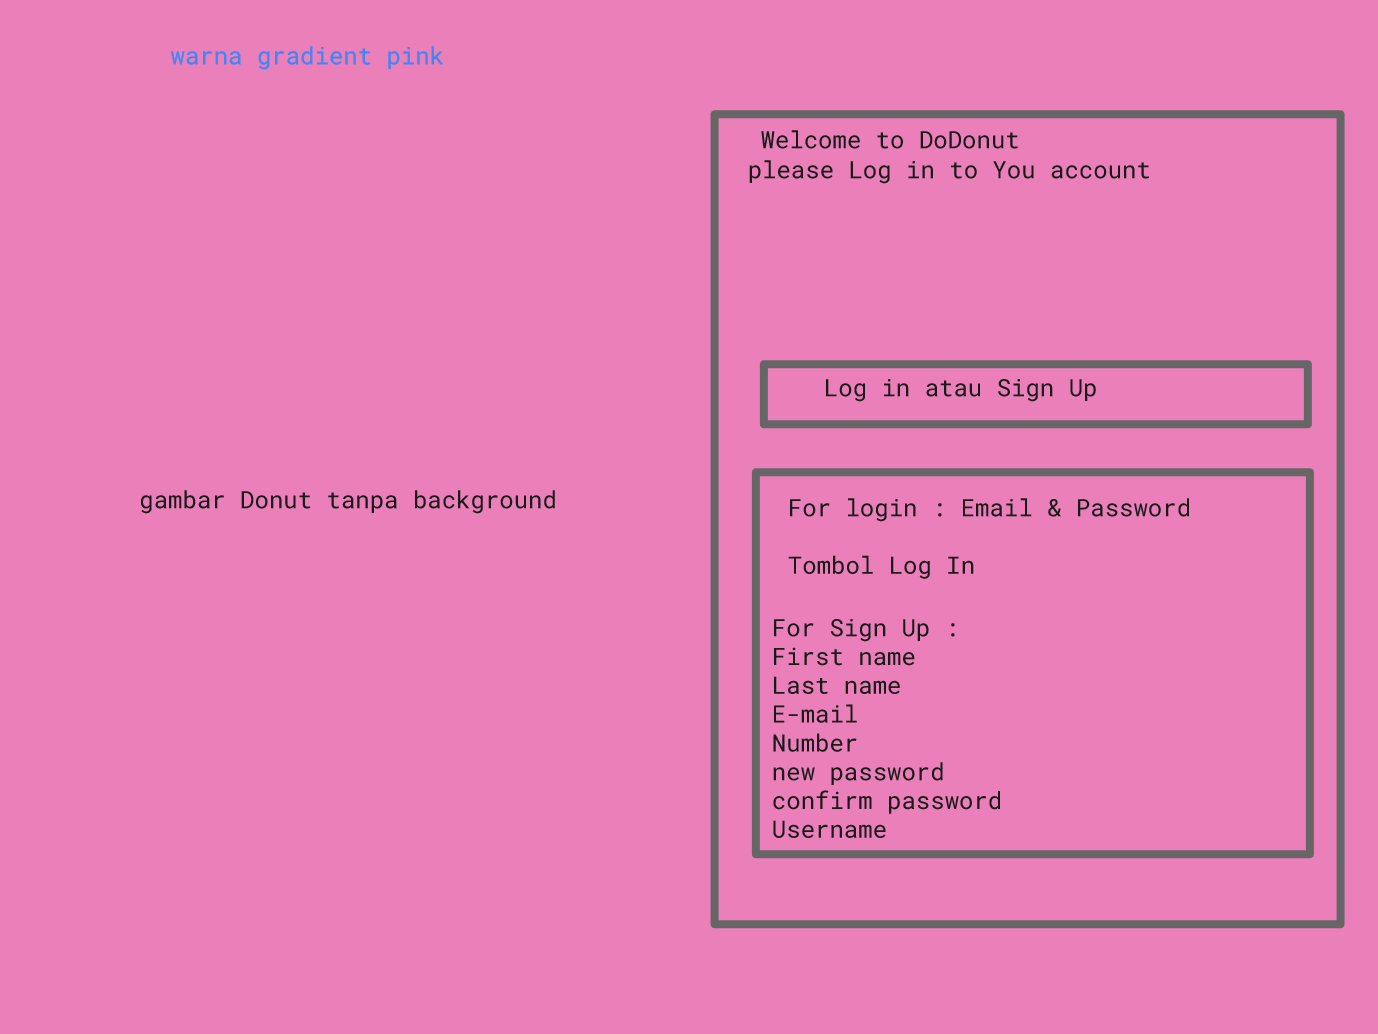 warna gradient pink
Welcome to DoDonut
please Log in to You account
Log in atau Sign Up
gambar Donut tanpa background
For login : Email & Password
Tombol Log In
For Sign Up :
First name
Last name
E-mail
Number
new password
confirm password
Username